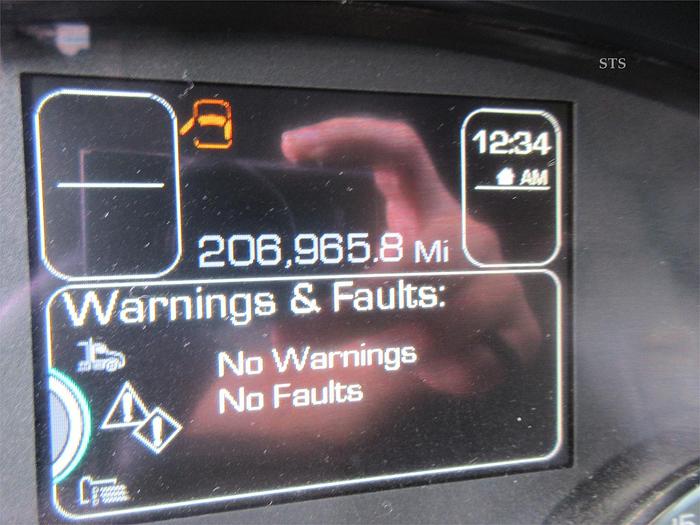 STS
12:34
AM
206,965.8 Mi
Warnings & Faults:
No Warnings
No Faults